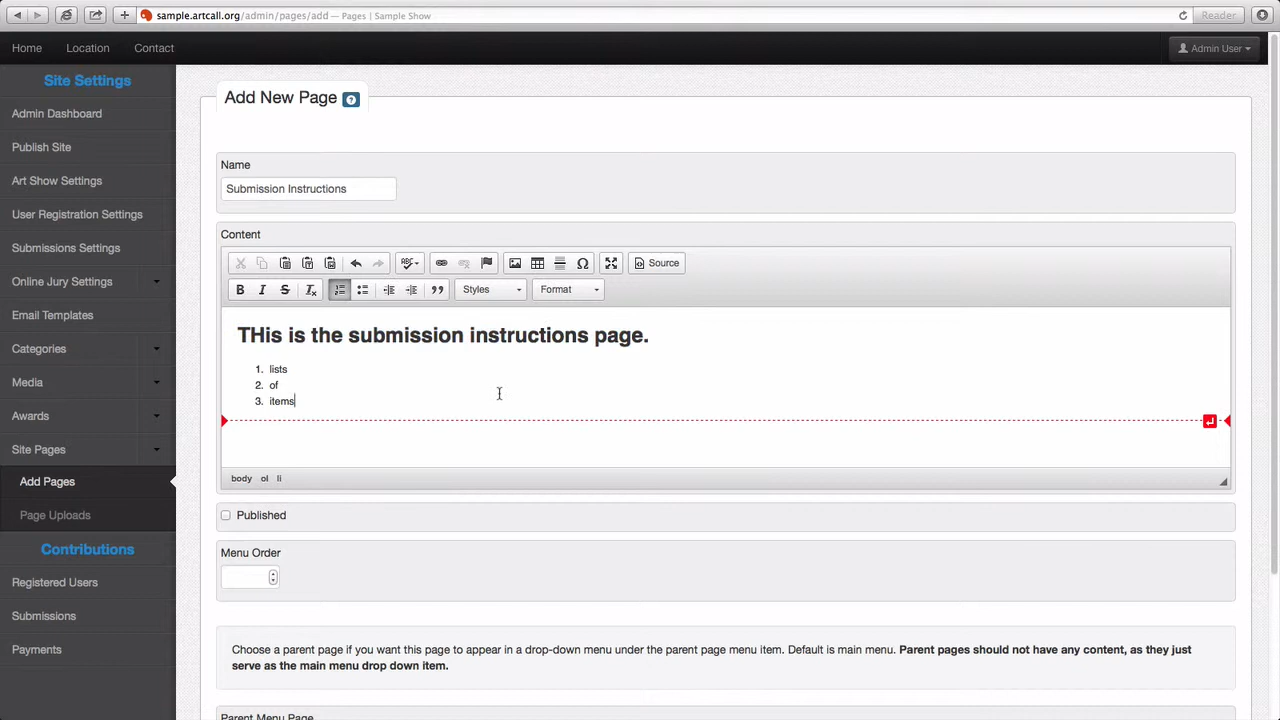 sample.artcall.org/admin/pages/add — Pages | Sample Show
Reader
Home Location Contact
Admin User
Site Settings
Admin Dashboard
Publish Site
Art Show Settings
User Registration Settings
Submissions Settings
Online Jury Settings
Email Templates
Categories
Media
Awards
Site Pages
Add Pages
Page Uploads
Contributions
Registered Users
Submissions
Payments
Add New Page ?
Name
Submission Instructions
Content
ABC Ω Source
B I S Tx Styles Format
THis is the submission instructions page.
1. lists
2. of
3. items
body ol li
Published
Menu Order
Choose a parent page if you want this page to appear in a drop-down menu under the parent page menu item. Default is main menu. Parent pages should not have any content, as they just
serve as the main menu drop down item.
Parent Menu Page